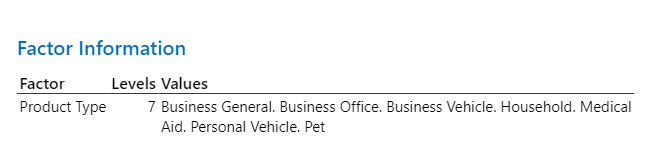 Factor Information
Factor Levels Values
Product Type 7 Business General. Business Office. Business Vehicle. Household. Medical
Aid. Personal Vehicle. Pet